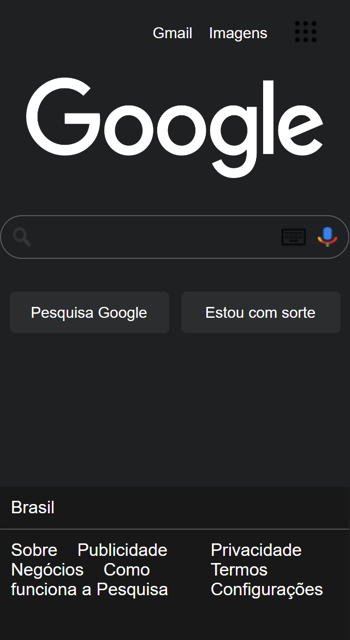 Gmail Imagens
Google
Pesquisa Google Estou com sorte
Brasil
Sobre Publicidade
Negócios Como
funciona a Pesquisa
Privacidade
Termos
Configurações